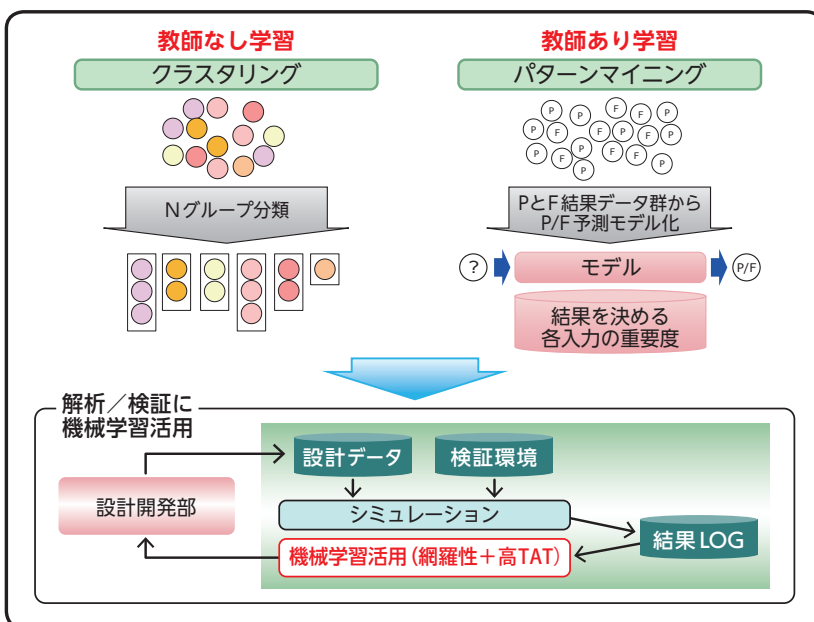 教師なし学習
クラスタリング
Nグループ分類
教師あり学習
パターンマイニング
P
F
P
F
F
P
F
P
F
P
F
P
P
P
F
P
F
F
P
P
PとF結果データ群から
P/F予測モデル化
?
モデル
P/F
結果を決める
各入力の重要度
解析／検証に
機械学習活用
設計開発部
設計データ
検証環境
シミュレーション
機械学習活用（網羅性＋高TAT）
結果LOG